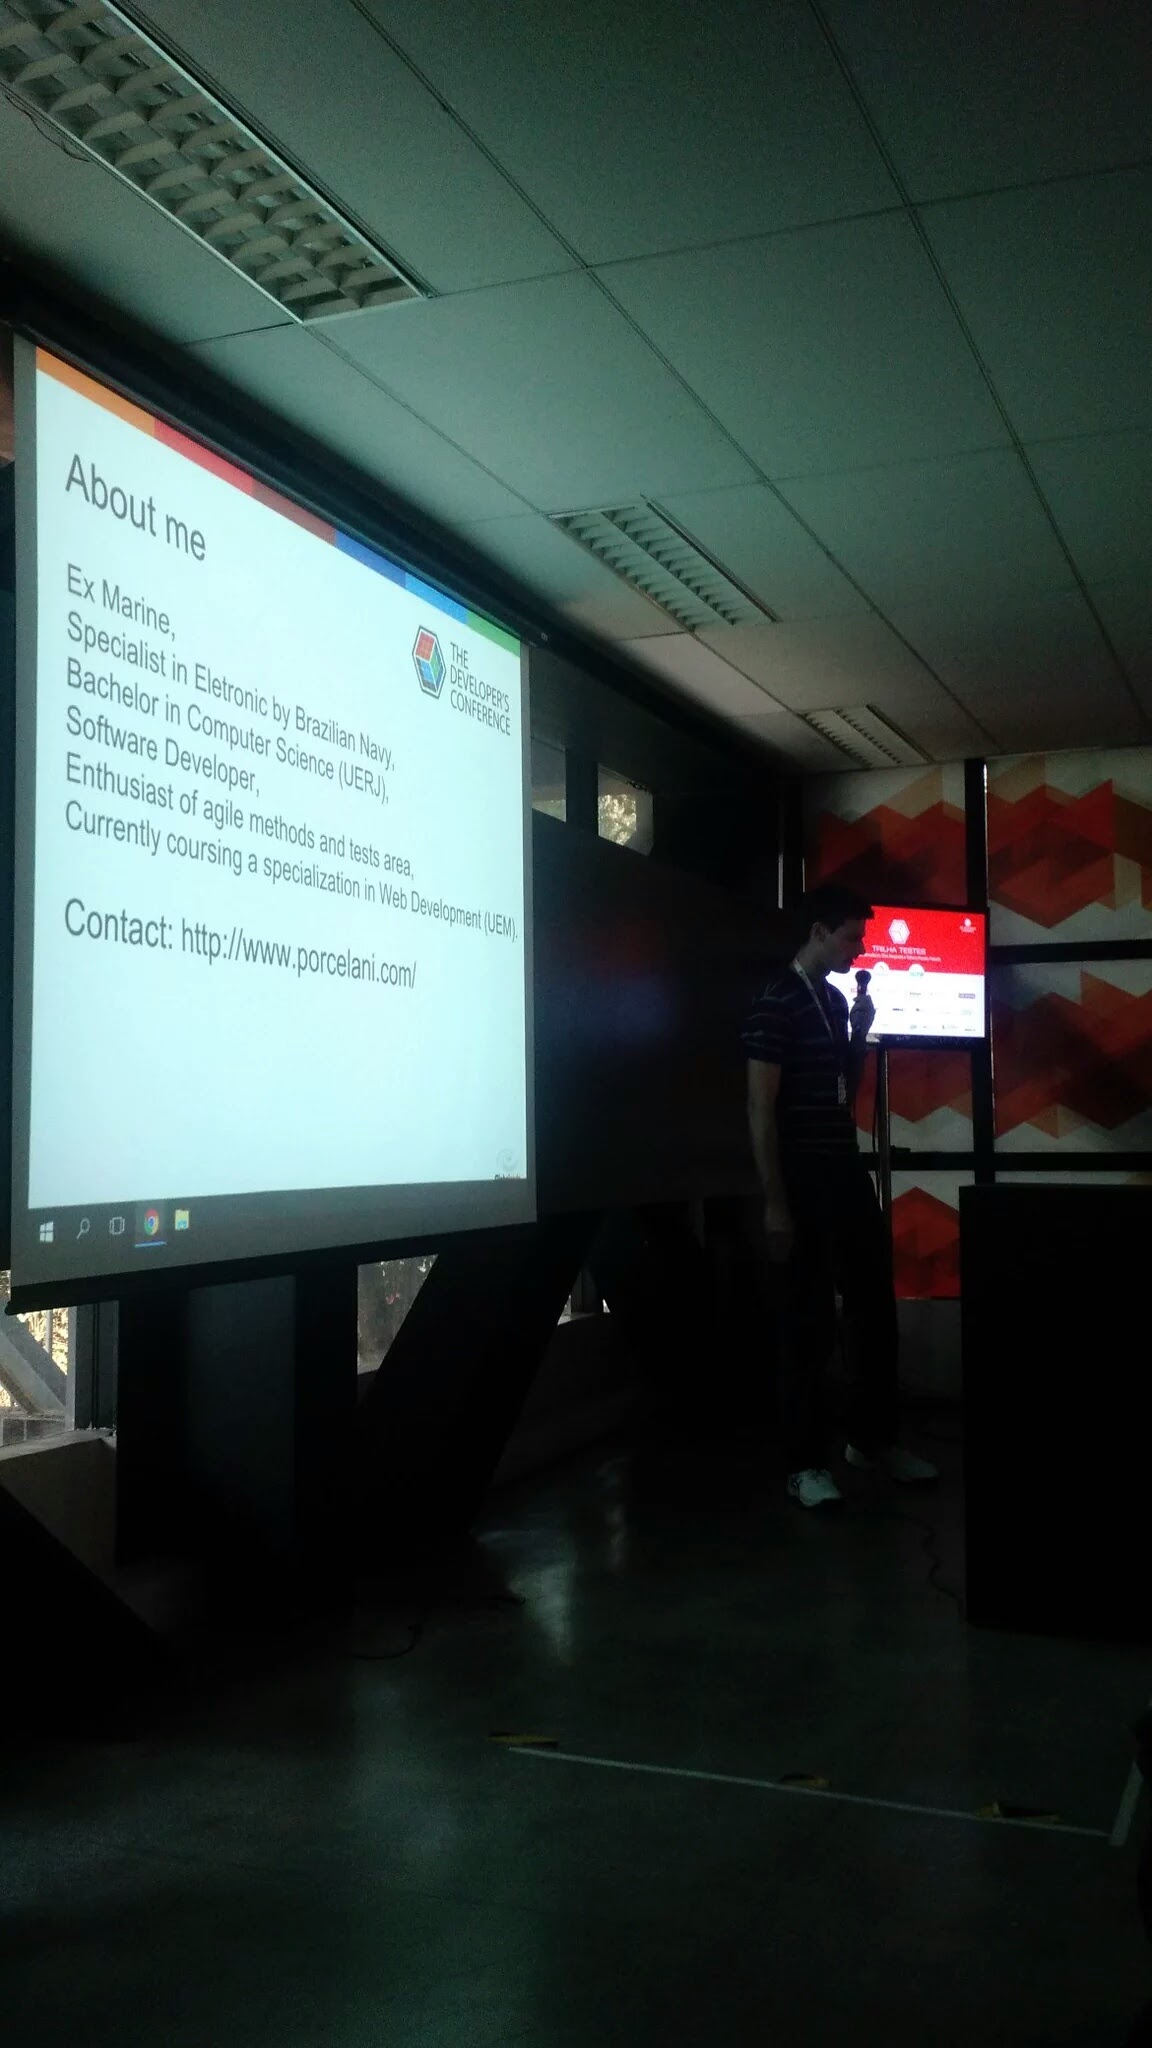 About me
Ex Marine,
Specialist in Eletronic by Brazilian Navy,
Bachelor in Computer Science (UERJ),
Software Developer,
Enthusiast of agile methods and tests area,
Currently coursing a specialization in Web Development (UEM).
Contact: http://www.porcelani.com/
THE
DEVELOPER'S
CONFERENCE
TRILHA TESTES